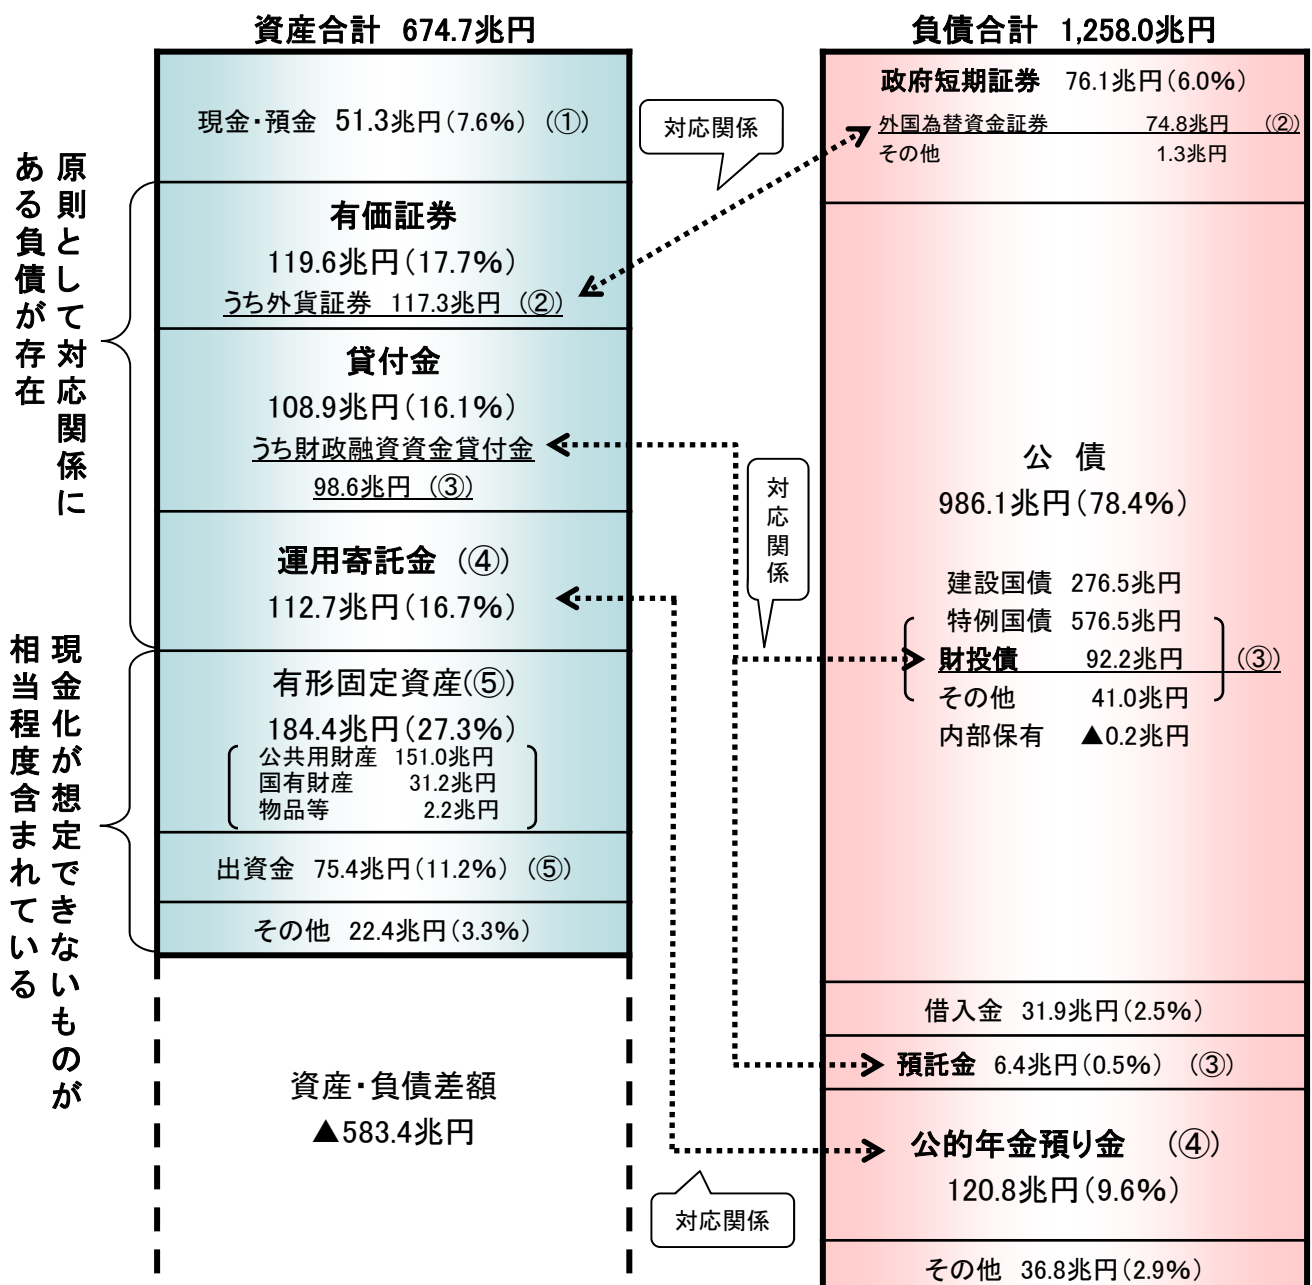 資産合計 674.7兆円
現金・預金 51.3兆円(7.6%) (①)
有価証券
119.6兆円(17.7%)
うち外貨証券 117.3兆円 (②)
貸付金
108.9兆円(16.1%)
うち財政融資資金貸付金
98.6兆円 (③)
運用寄託金 (④)
112.7兆円(16.7%)
有形固定資産(⑤)
184.4兆円(27.3%)
公共用財産 151.0兆円
国有財産 31.2兆円
物品等 2.2兆円
出資金 75.4兆円(11.2%) (⑤)
その他 22.4兆円(3.3%)
資産・負債差額
▲583.4兆円
原則として対応関係に
ある負債が存在
現金化が想定できないものが
相当程度含まれている
対応関係
対応関係
対応関係
負債合計 1,258.0兆円
政府短期証券 76.1兆円(6.0%)
外国為替資金証券 74.8兆円 (②)
その他 1.3兆円
公 債
986.1兆円(78.4%)
建設国債 276.5兆円
特例国債 576.5兆円
財投債 92.2兆円 (③)
その他 41.0兆円
内部保有 ▲0.2兆円
借入金 31.9兆円(2.5%)
預託金 6.4兆円(0.5%) (③)
公的年金預り金 (④)
120.8兆円(9.6%)
その他 36.8兆円(2.9%)